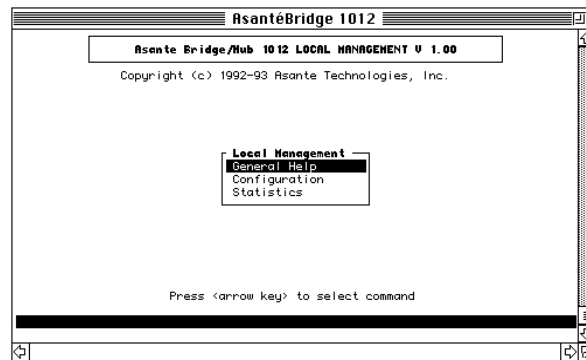 AsantéBridge 1012
Asante Bridge/Hub 1012 LOCAL MANAGEMENT V 1.00
Copyright (c) 1992-93 Asante Technologies, Inc.
Local Management
General Help
Configuration
Statistics
Press <arrow key> to select command